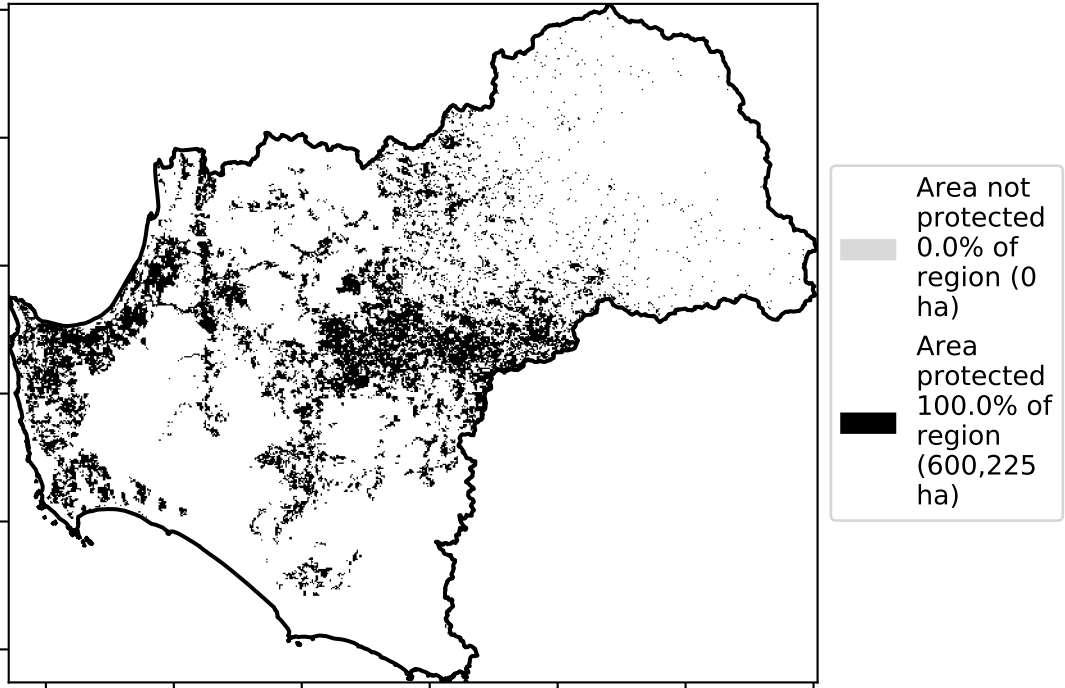 Area not
protected
0.0% of
region (0
ha)
Area
protected
100.0% of
region
(600,225
ha)